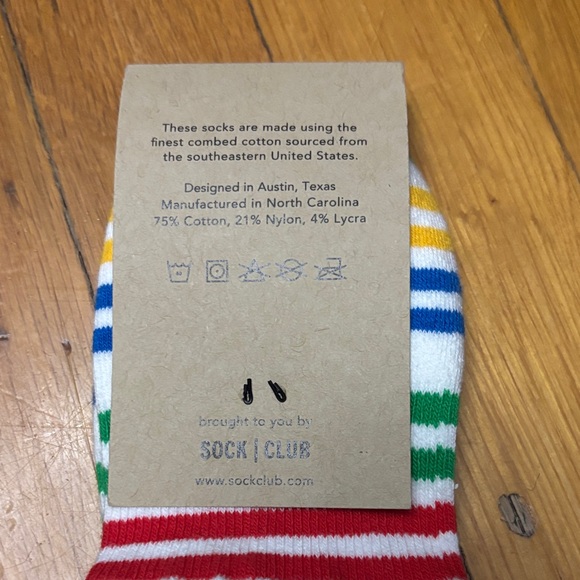 These socks are made using the
finest combed cotton sourced from
the southeastern United States.
Designed in Austin, Texas
Manufactured in North Carolina
75% Cotton, 21% Nylon, 4% Lycra
brought to you by
SOCK | CLUB
www.sockclub.com